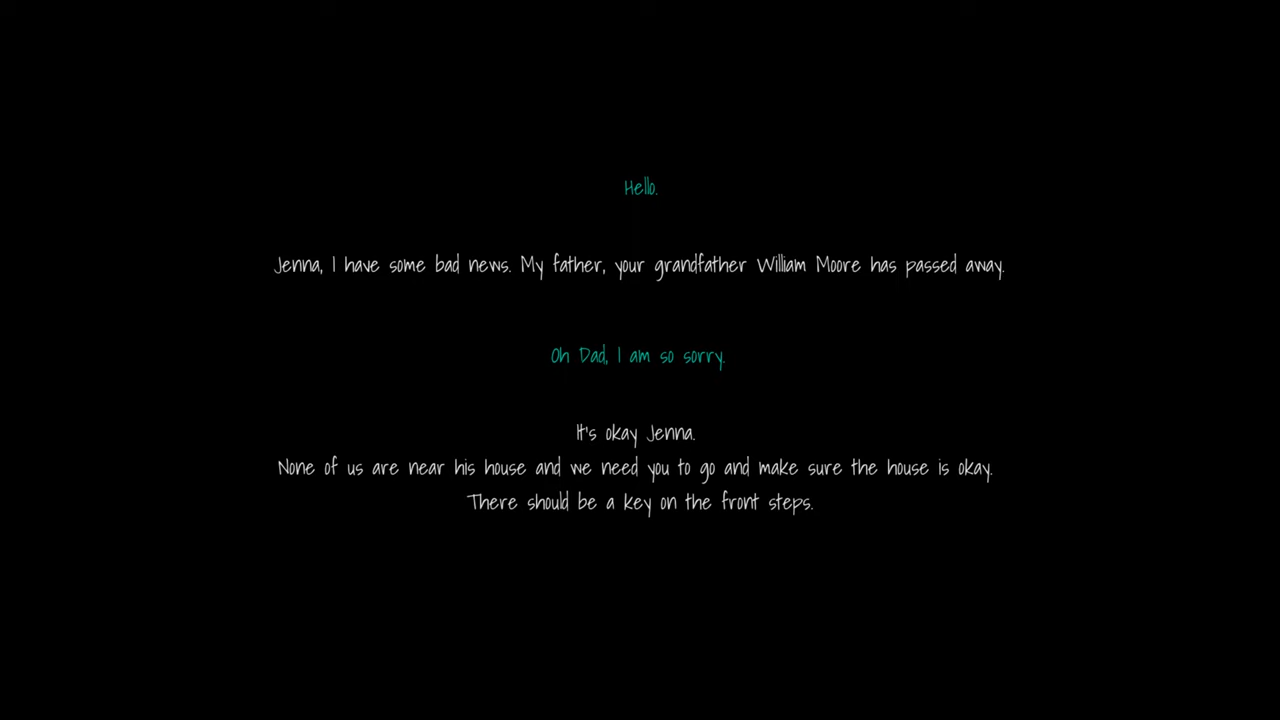 Hello.
Jenna, I have some bad news. My father, your grandfather William Moore has passed away.
Oh Dad, I am so sorry.
It's okay Jenna.
None of us are near his house and we need you to go and make sure the house is okay.
There should be a key on the front steps.